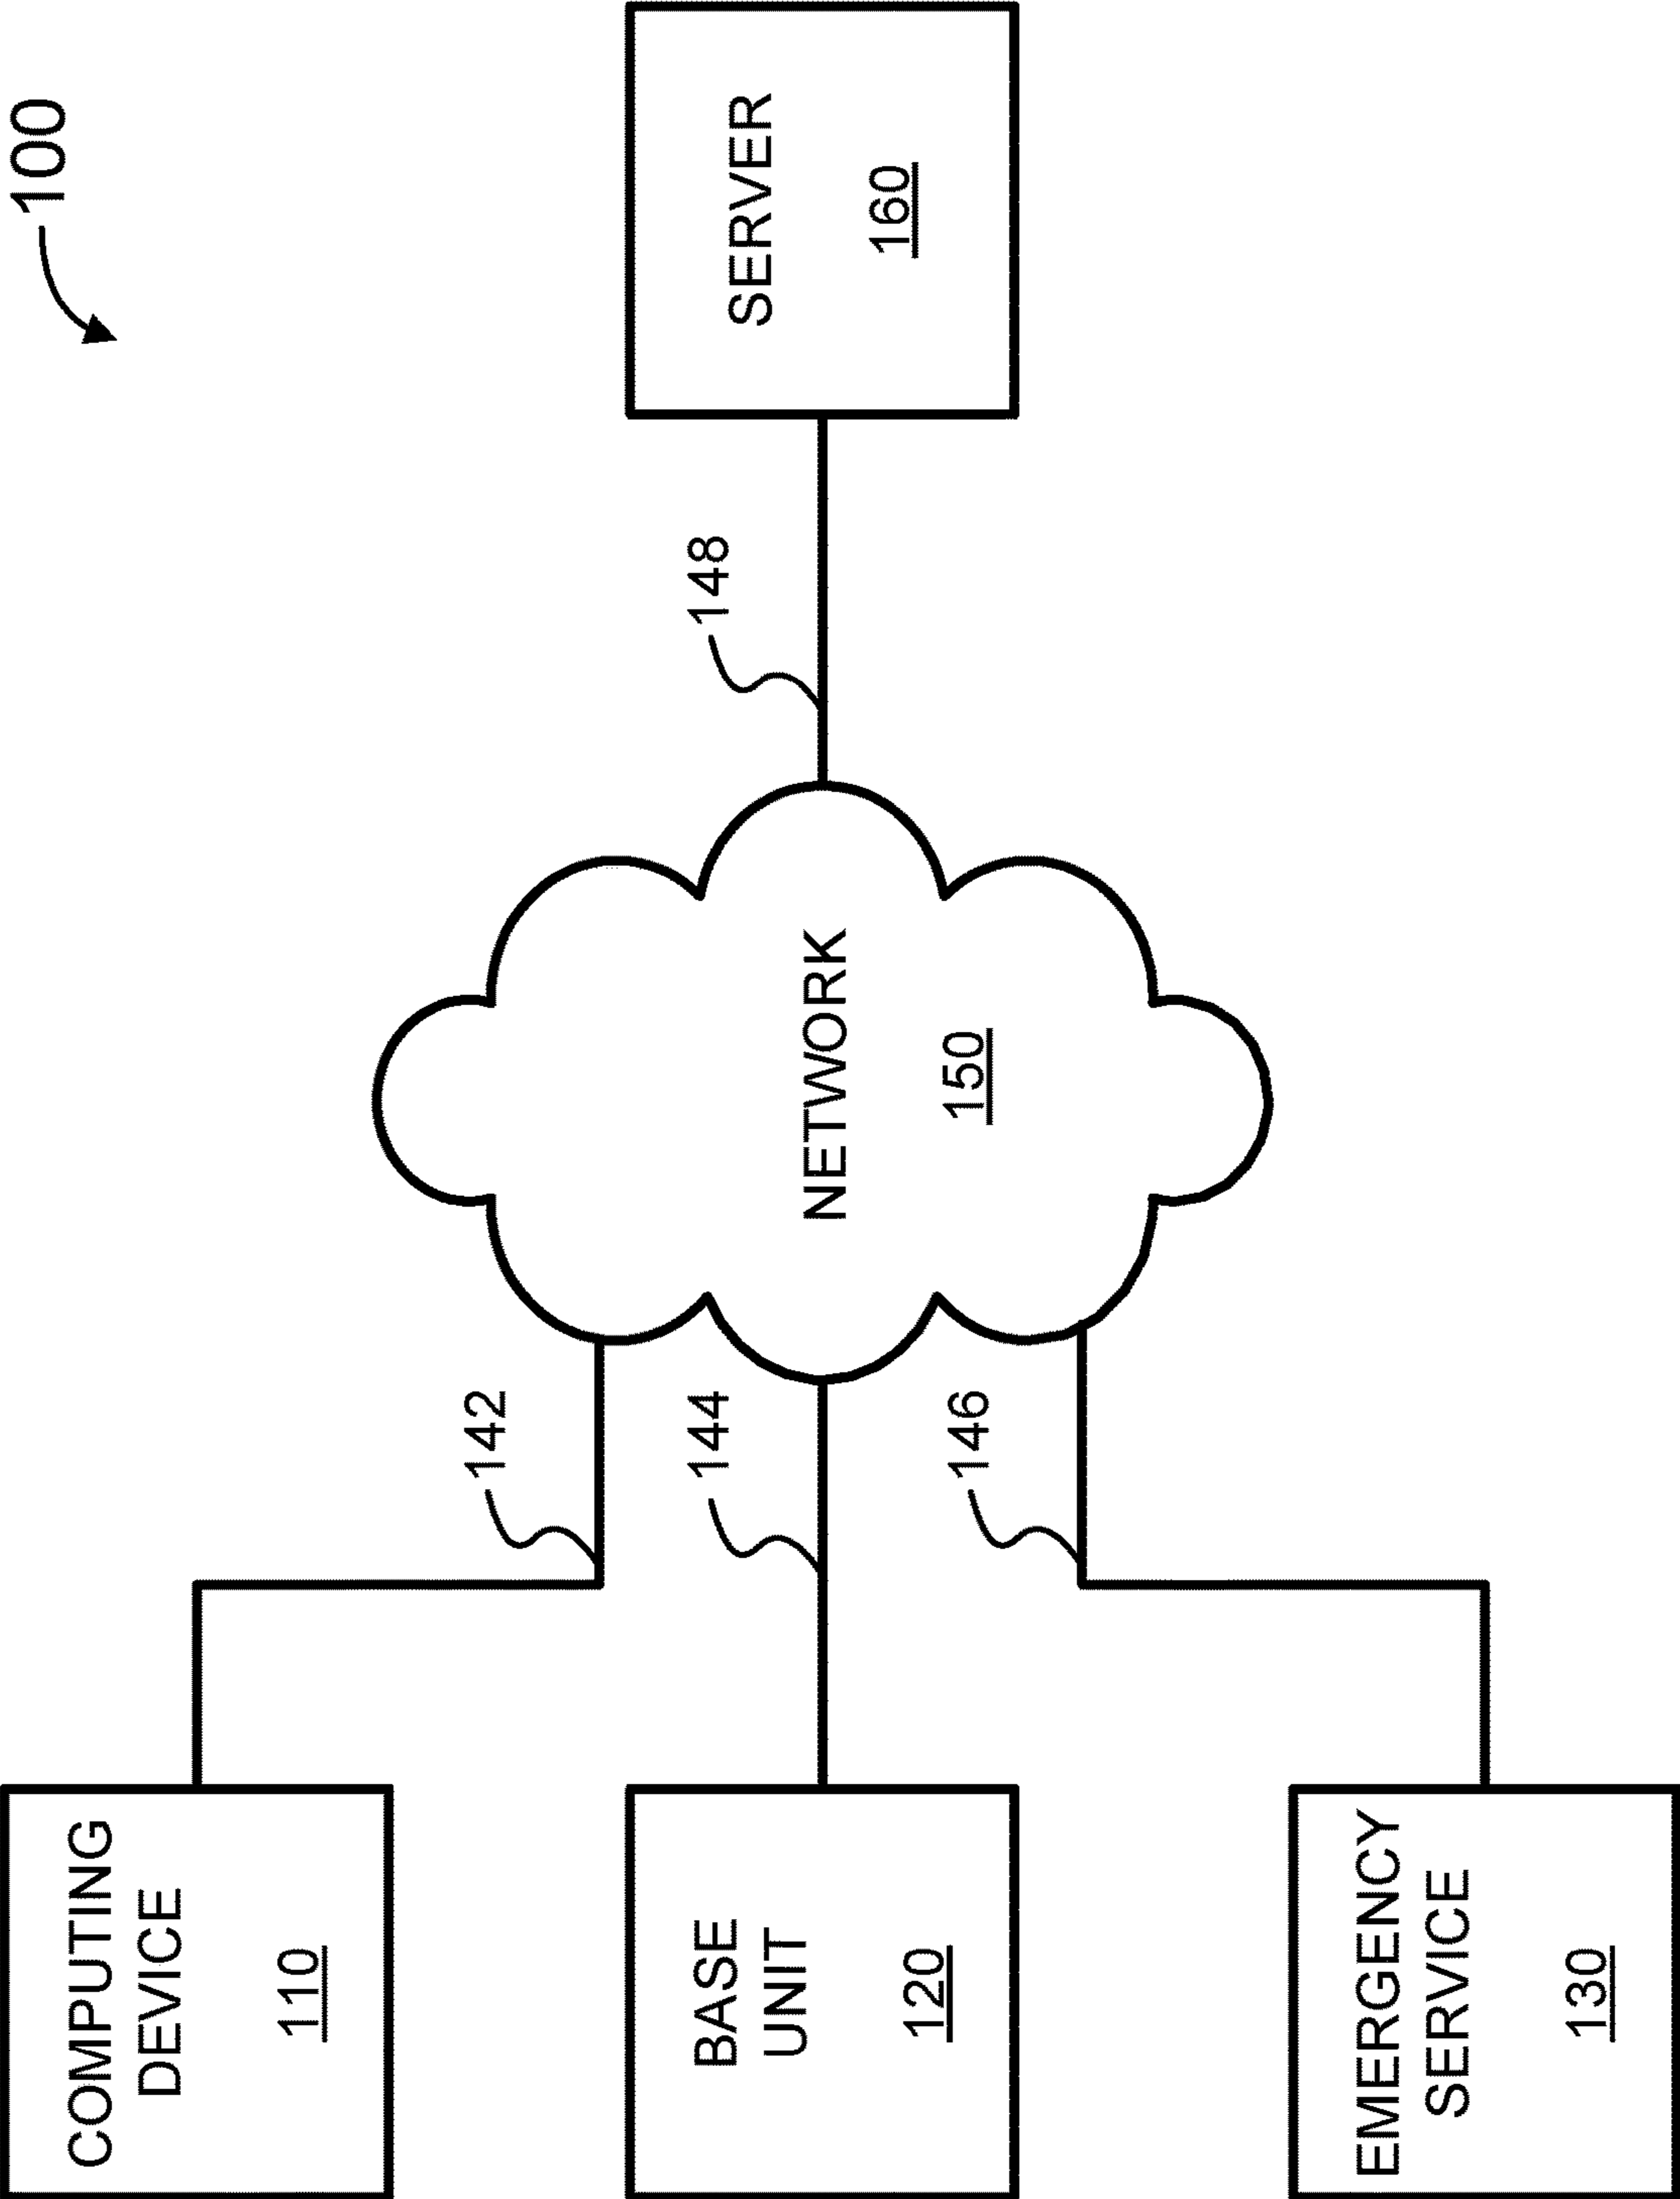 100
COMPUTING
DEVICE
110
142
BASE
UNIT
120
144
NETWORK
150
148
SERVER
160
146
EMERGENCY
SERVICE
130